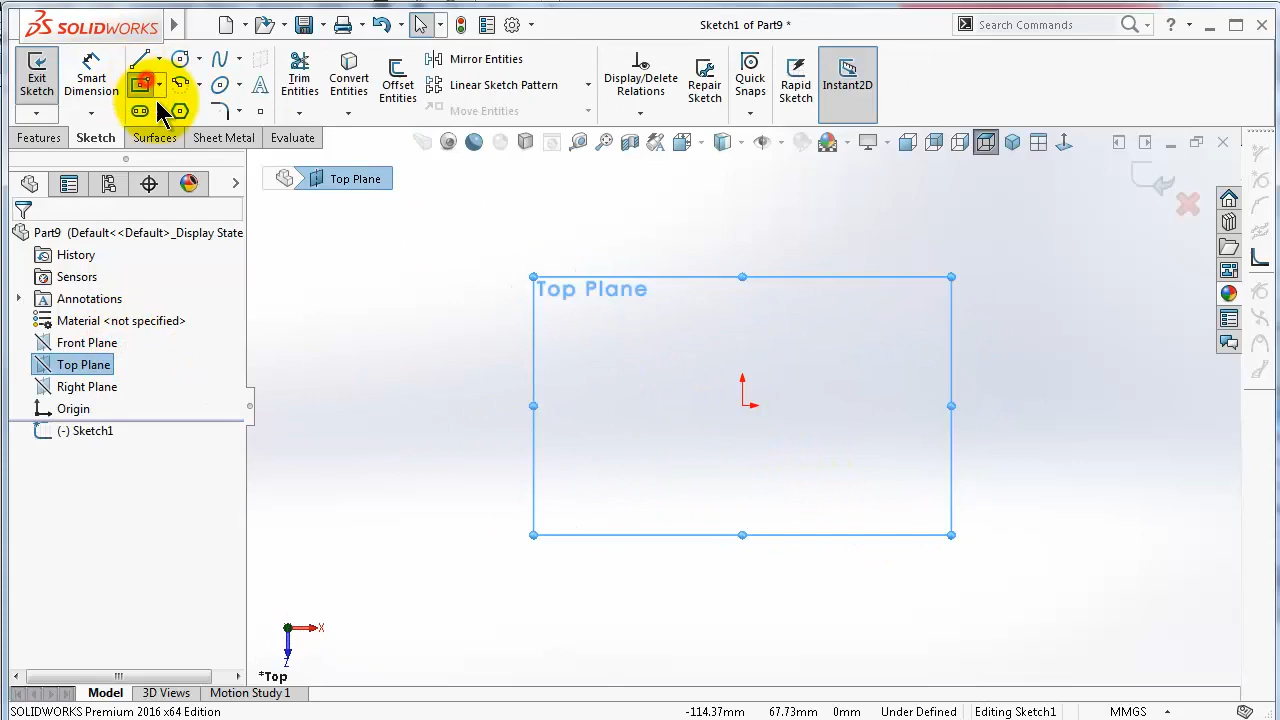 SOLIDWORKS
Sketch1 of Part9 *
Search Commands
?
Exit Sketch
Smart Dimension
Trim Entities
Convert Entities
Offset Entities
Mirror Entities
Linear Sketch Pattern
Move Entities
Display/Delete Relations
Repair Sketch
Quick Snaps
Rapid Sketch
Instant2D
Features
Sketch
Surfaces
Sheet Metal
Evaluate
Top Plane
Part9 (Default<<Default>_Display State
History
Sensors
Annotations
Material <not specified>
Front Plane
Top Plane
Right Plane
Origin
(-) Sketch1
Top Plane
X
Z
*Top
Model
3D Views
Motion Study 1
SOLIDWORKS Premium 2016 x64 Edition
-114.37mm
67.73mm
0mm
Under Defined
Editing Sketch1
MMGS